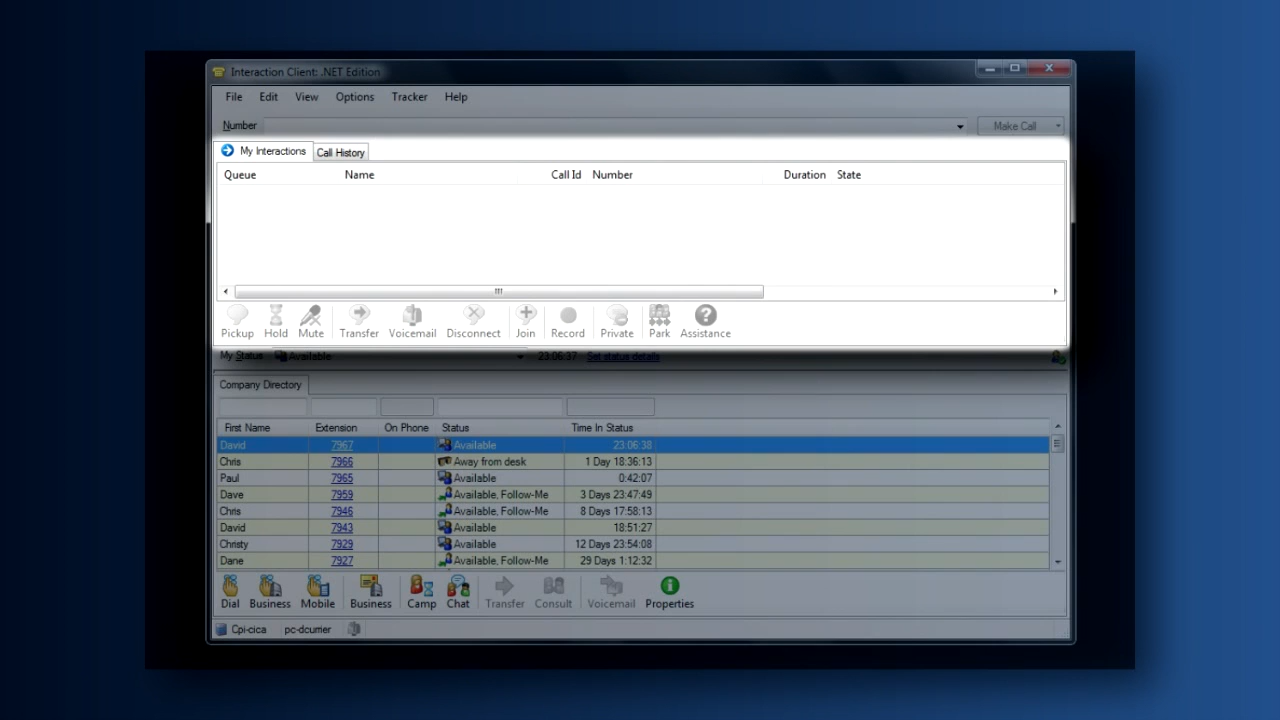 Interaction Client: .NET Edition
File Edit View Options Tracker Help
Number Make Call
My Interactions Call History
Queue Name Call Id Number Duration State
Pickup Hold Mute Transfer Voicemail Disconnect Join Record Private Park Assistance
My Status Available 23:06:37 Set status details
Company Directory
First Name Extension On Phone Status Time In Status
David 7967 Available 23:06:38
Chris 7966 Away from desk 1 Day 18:36:13
Paul 7965 Available 0:42:07
Dave 7959 Available, Follow-Me 3 Days 23:47:49
Chris 7946 Available, Follow-Me 8 Days 17:58:13
David 7943 Available 18:51:27
Christy 7929 Available 12 Days 23:54:08
Dane 7927 Available, Follow-Me 29 Days 1:12:32
Dial Business Mobile Business Camp Chat Transfer Consult Voicemail Properties
Cpi-cica pc-dcurrier